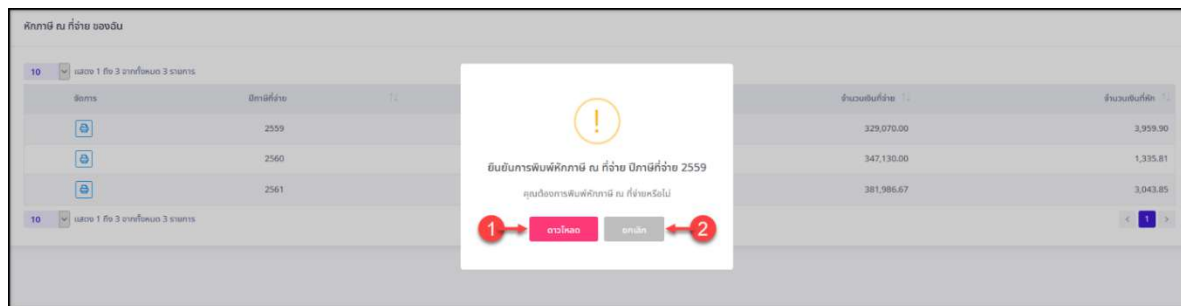 หักภาษี ณ ที่จ่าย ของฉัน
10 แสดง 1 ถึง 3 จากทั้งหมด 3 รายการ
จัดการ ปีภาษีที่จ่าย จำนวนเงินที่จ่าย จำนวนเงินที่หัก
2559 329,070.00 3,959.90
2560 347,130.00 1,335.81
2561 381,986.67 3,043.85
10 แสดง 1 ถึง 3 จากทั้งหมด 3 รายการ
< 1 >
!
ยืนยันการพิมพ์หักภาษี ณ ที่จ่าย ปีภาษีที่จ่าย 2559
คุณต้องการพิมพ์หักภาษี ณ ที่จ่ายหรือไม่
1 ดาวโหลด ยกเลิก 2